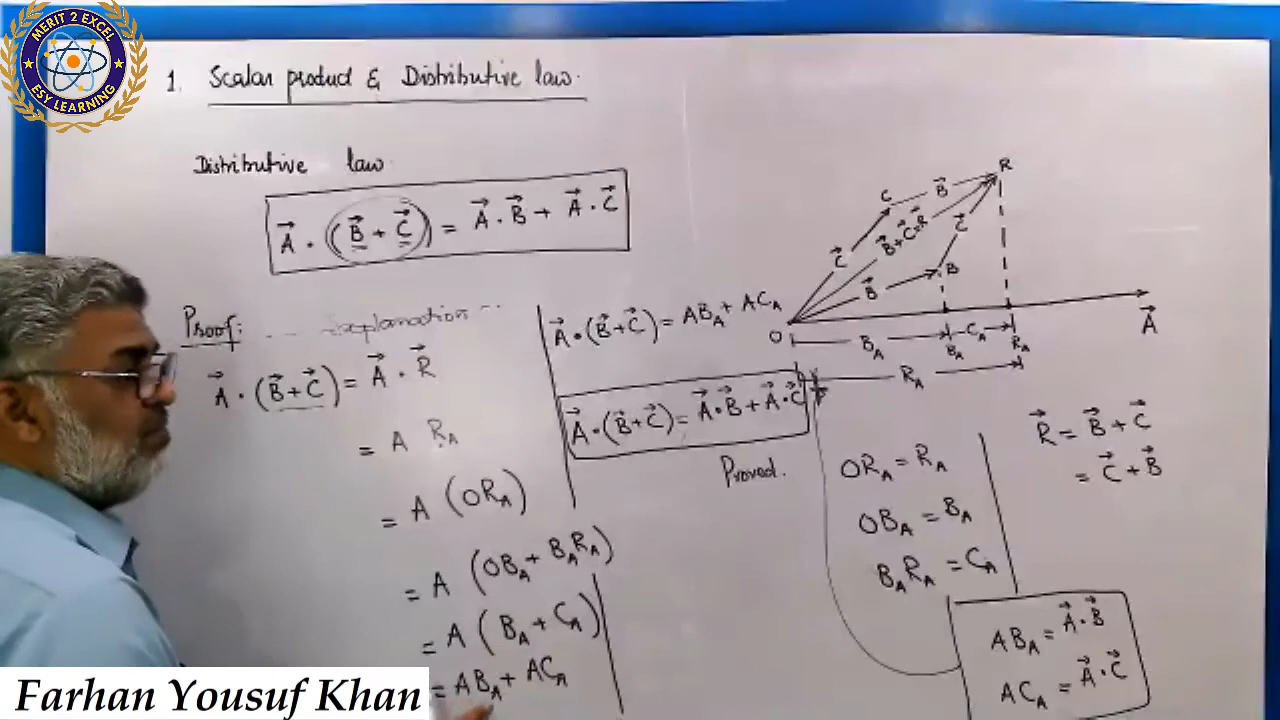 MERIT 2 EXCEL
ESY LEARNING
1. Scalar product & Distributive law.
Distributive law.
A⃗ · (B⃗ + C⃗) = A⃗ · B⃗ + A⃗ · C⃗
Proof: .... explanation ...
A⃗ · (B⃗+C⃗) = A⃗ · R⃗
= A R_A
= A (OR_A)
= A (OB_A + B_AR_A)
= A (B_A + C_A)
= AB_A + AC_A
A⃗ · (B⃗+C⃗) = AB_A + AC_A
A⃗ · (B⃗+C⃗) = A⃗·B⃗ + A⃗·C⃗
Proved.
R
C
B⃗
C⃗
B⃗+C⃗=R⃗
C⃗
B⃗
B
O
A⃗
B_A
B_A
C_A
R_A
R_A
OR_A = R_A
OB_A = B_A
B_AR_A = C_A
R⃗ = B⃗ + C⃗
= C⃗ + B⃗
AB_A = A⃗·B⃗
AC_A = A⃗·C⃗
Farhan Yousuf Khan